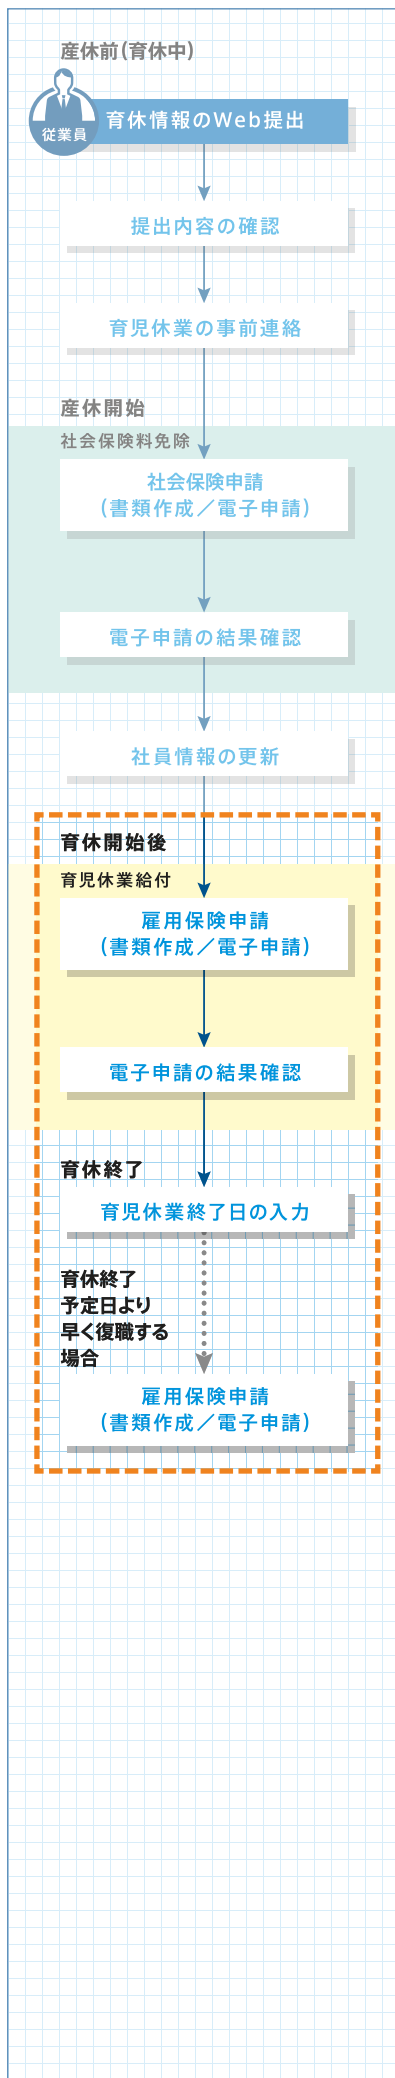 産休前(育休中)
従業員
育休情報のWeb提出
提出内容の確認
育児休業の事前連絡
産休開始
社会保険料免除
社会保険申請
(書類作成／電子申請)
電子申請の結果確認
社員情報の更新
育休開始後
育児休業給付
雇用保険申請
(書類作成／電子申請)
電子申請の結果確認
育休終了
育児休業終了日の入力
育休終了
予定日より
早く復職する
場合
雇用保険申請
(書類作成／電子申請)